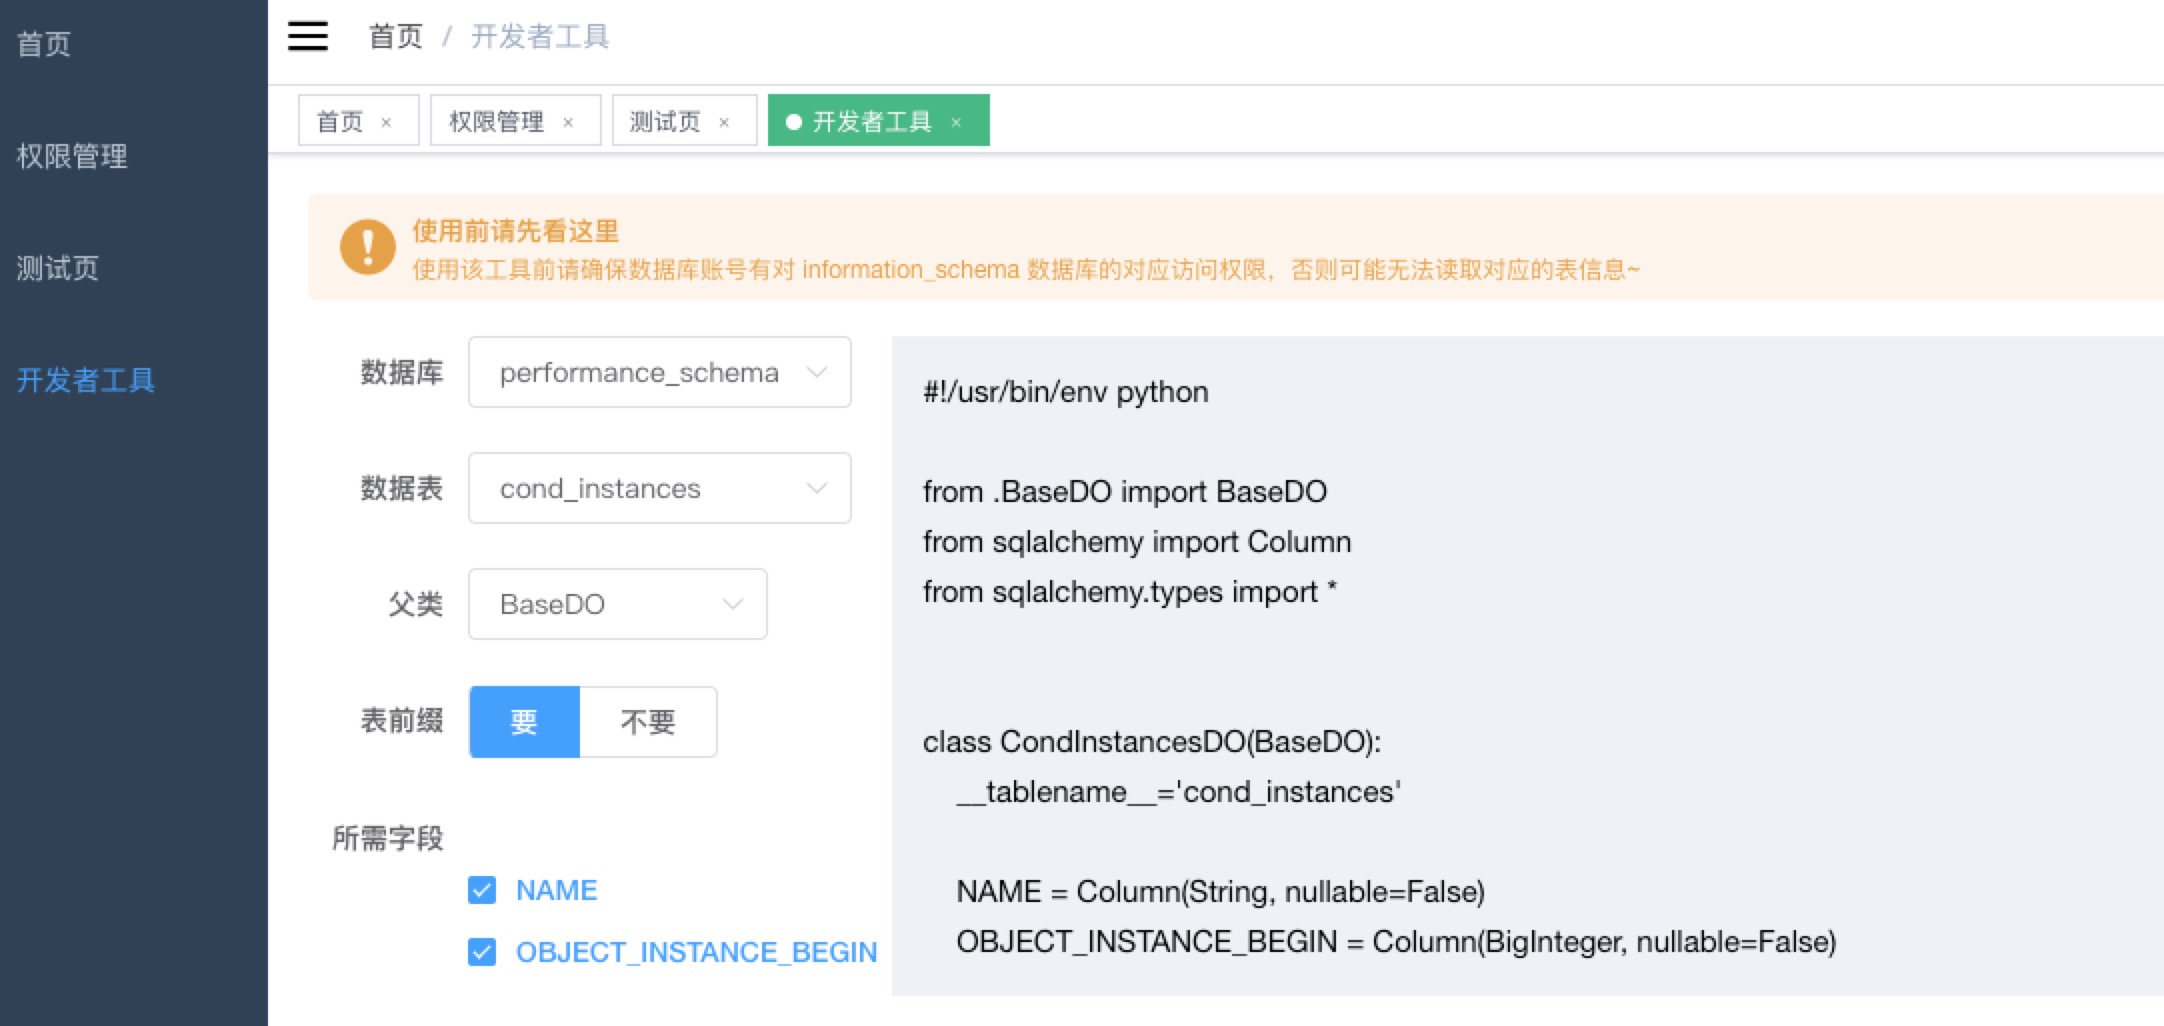 首页
权限管理
测试页
开发者工具
首页 / 开发者工具
首页 × 权限管理 × 测试页 × 开发者工具 ×
使用前请先看这里
使用该工具前请确保数据库账号有对 information_schema 数据库的对应访问权限，否则可能无法读取对应的表信息~
数据库 performance_schema
数据表 cond_instances
父类 BaseDO
表前缀 要 不要
所需字段
NAME
OBJECT_INSTANCE_BEGIN
#!/usr/bin/env python
from .BaseDO import BaseDO
from sqlalchemy import Column
from sqlalchemy.types import *
class CondInstancesDO(BaseDO):
__tablename__='cond_instances'
NAME = Column(String, nullable=False)
OBJECT_INSTANCE_BEGIN = Column(BigInteger, nullable=False)